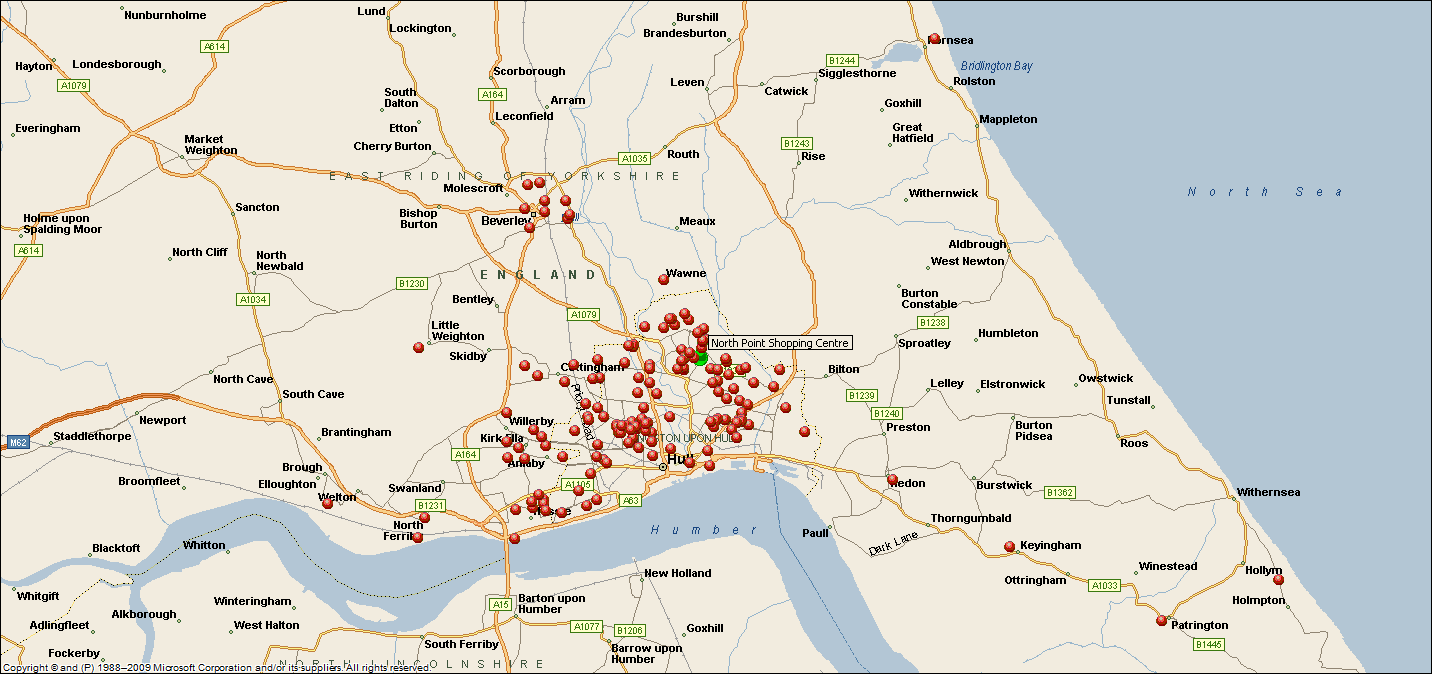 Nunburnholme
Lund
Lockington
Burshill
Brandesburton
A614
B1244
Bridlington Bay
Hayton
Londesborough
Scorborough
Leven
Sigglesthorne
Rolston
A1079
South
Dalton
A164
Arram
Catwick
Goxhill
Everingham
Etton
Leconfield
Great
Hatfield
Mappleton
Market
Weighton
Cherry Burton
A1035
Routh
B1243
Rise
EAST RIDING OF YORKSHIRE
Molescroft
Withernwick
North Sea
Holme upon
Spalding Moor
Sancton
Bishop
Burton
Beverley
Meaux
A614
North Cliff
North
Newbald
Aldbrough
West Newton
ENGLAND
Wawne
B1230
A1034
Bentley
A1079
Burton
Constable
B1238
Little
Weighton
Skidby
North Point Shopping Centre
Sproatley
Humbleton
North Cave
Cottingham
Bilton
Lelley
Elstronwick
Owstwick
South Cave
B1239
Tunstall
Newport
Willerby
B1240
M62
Staddlethorpe
Brantingham
Preston
Burton
Pidsea
Roos
A164
Anlaby
Hull
Brough
Elloughton
Broomfleet
Welton
Swanland
A1105
A63
Burstwick
B1362
Withernsea
B1231
North
Ferriby
Humber
Paull
Thorngumbald
Dark Lane
Blacktoft
Whitton
Keyingham
New Holland
Ottringham
Winestead
Hollym
A1033
Whitgift
Winteringham
A15
Barton upon
Humber
Holmpton
Alkborough
Adlingfleet
West Halton
A1077
B1206
Goxhill
Patrington
South Ferriby
Barrow upon
Humber
B1445
Fockerby
NORTH LINCOLNSHIRE
Copyright © and (P) 1988–2009 Microsoft Corporation and/or its suppliers. All rights reserved.